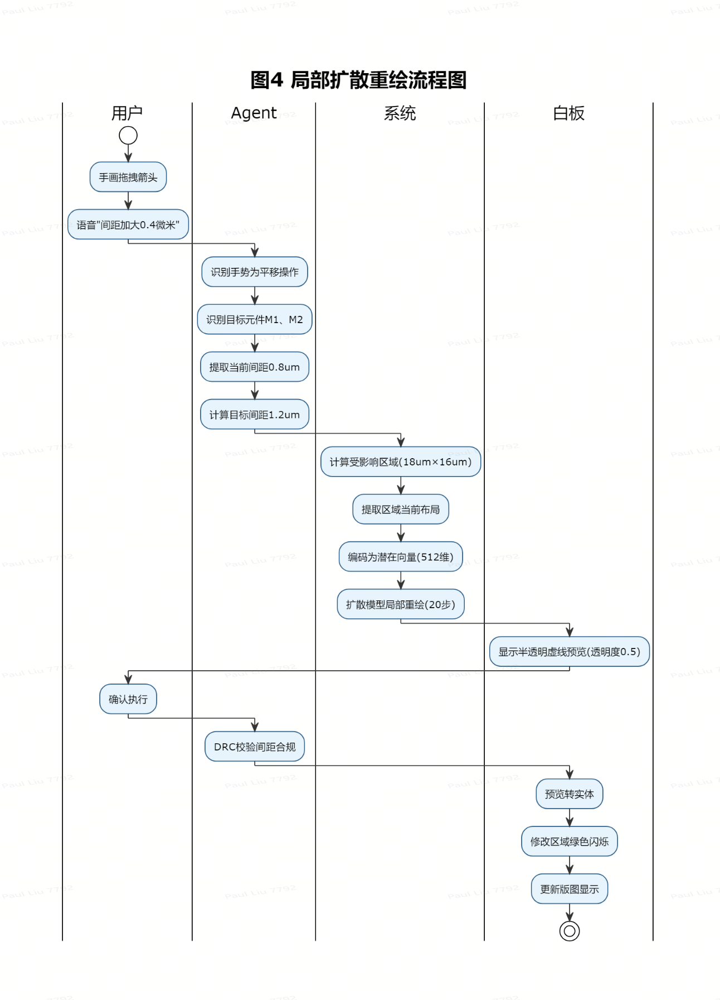 图4 局部扩散重绘流程图
用户
Agent
系统
白板
手画拖拽箭头
语音"间距加大0.4微米"
识别手势为平移操作
识别目标元件M1、M2
提取当前间距0.8um
计算目标间距1.2um
计算受影响区域(18um×16um)
提取区域当前布局
编码为潜在向量(512维)
扩散模型局部重绘(20步)
显示半透明虚线预览(透明度0.5)
确认执行
DRC校验间距合规
预览转实体
修改区域绿色闪烁
更新版图显示
Paul Liu 7792